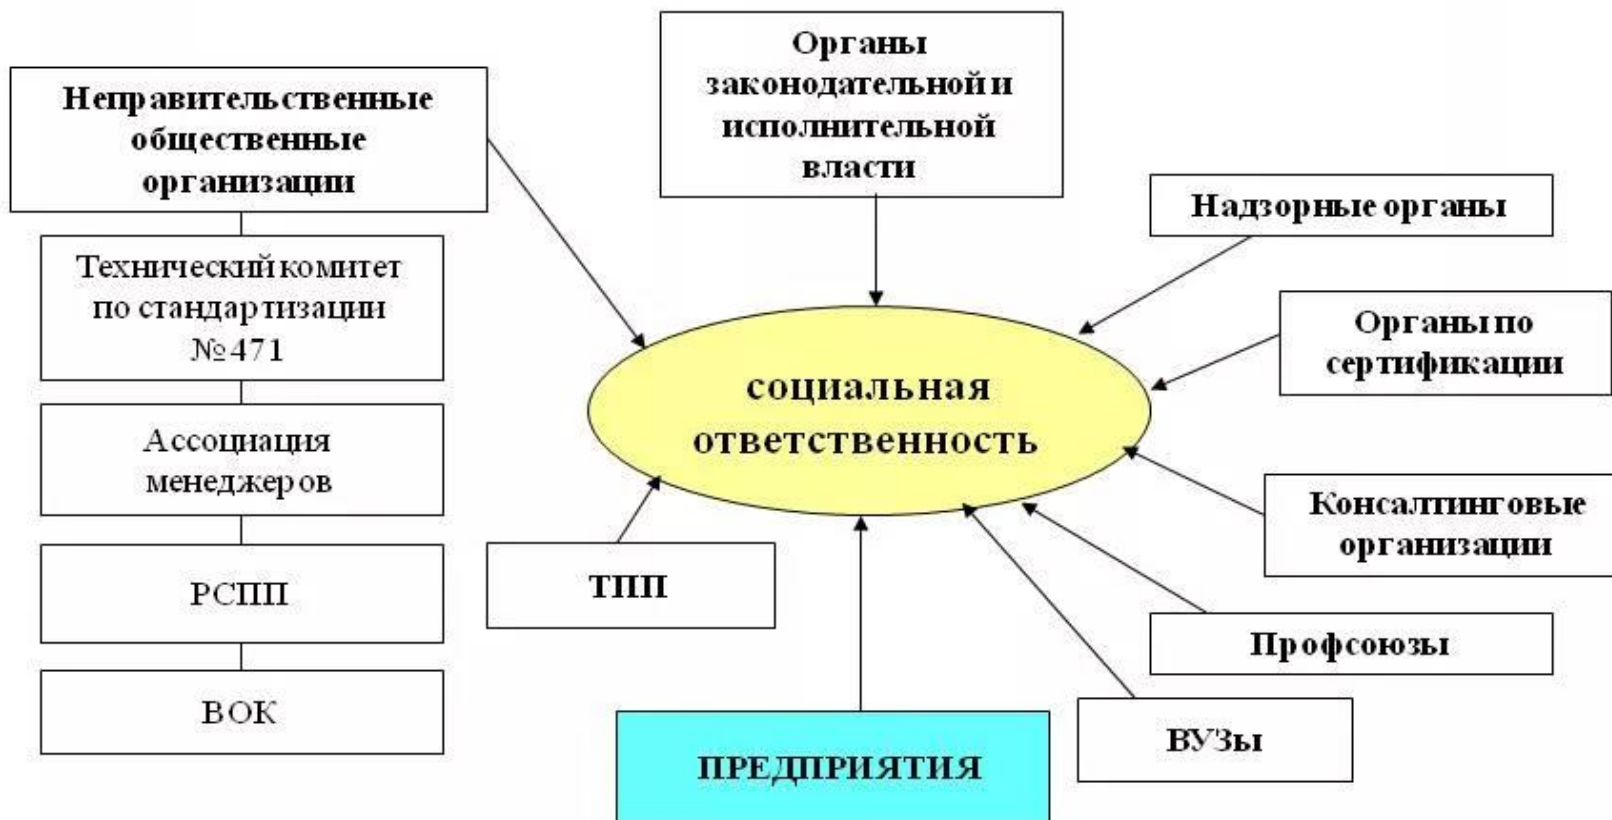 Органы
законодательной и
исполнительной
власти
Неправительственные
общественные
организации
Надзорные органы
Технический комитет
по стандартизации
№471
Органы по
сертификации
социальная
ответственность
Ассоциация
менеджеров
Консалтинговые
организации
ТПП
РСПП
Профсоюзы
ВОК
ВУЗы
ПРЕДПРИЯТИЯ